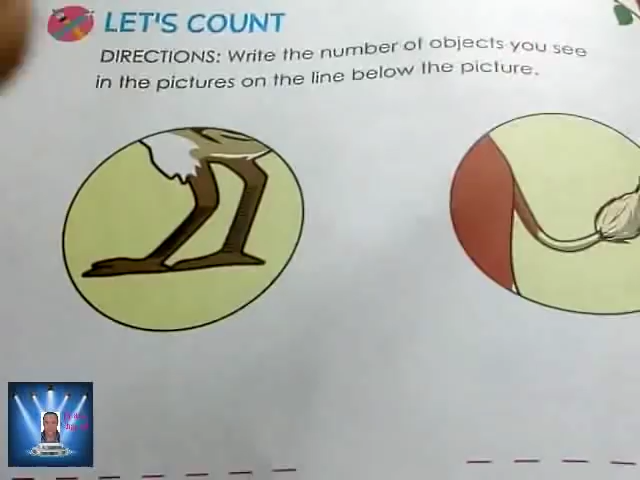 LET'S COUNT
DIRECTIONS: Write the number of objects you see
in the pictures on the line below the picture.